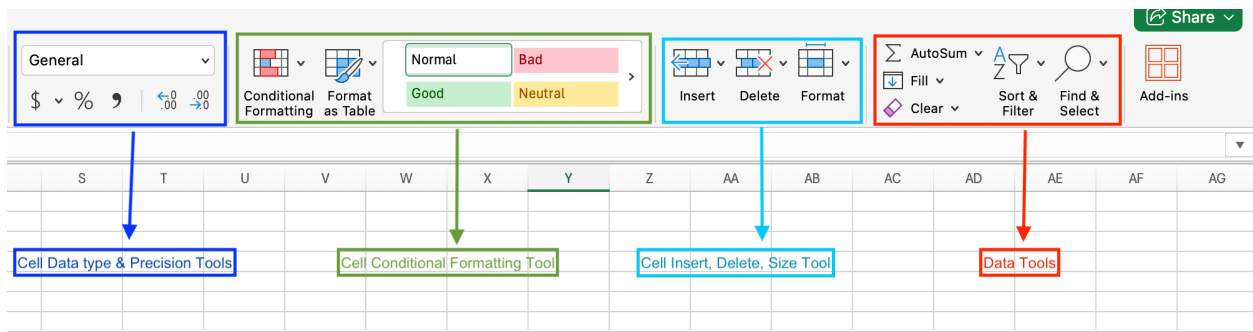 Share
General
$ % 9
←0 .00
.00 →0
Conditional Formatting
Format as Table
Normal
Bad
Good
Neutral
Insert
Delete
Format
AutoSum
Fill
Clear
A
Z
Sort & Filter
Find & Select
Add-ins
S T U V W X Y Z AA AB AC AD AE AF AG
Cell Data type & Precision Tools
Cell Conditional Formatting Tool
Cell Insert, Delete, Size Tool
Data Tools